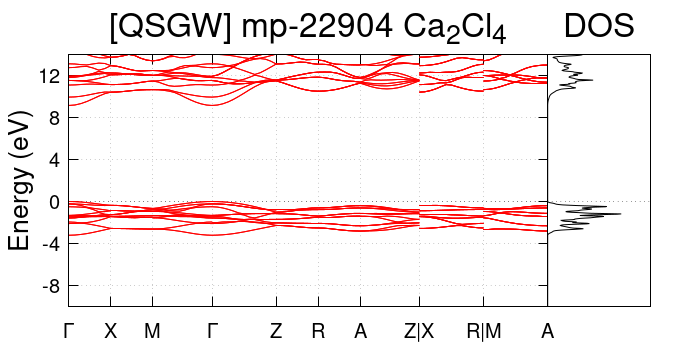 [QSGW] mp-22904 Ca₂Cl₄ DOS
Energy (eV)
12
8
4
0
-4
-8
Γ X M Γ Z R A Z|X R|M A